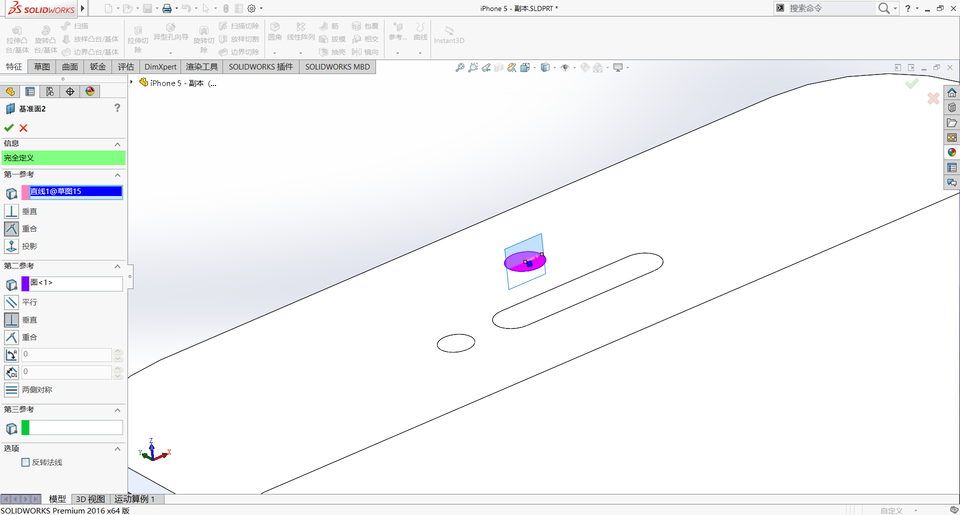 SOLIDWORKS
iPhone 5 - 副本.SLDPRT *
搜索命令
拉伸凸台/基体
旋转凸台/基体
扫描
放样凸台/基体
边界凸台/基体
拉伸切除
异型孔向导
旋转切除
扫描切除
放样切割
边界切除
圆角
线性阵列
筋
拔模
抽壳
包覆
相交
镜向
参考...
曲线
Instant3D
特征
草图
曲面
钣金
评估
DimXpert
渲染工具
SOLIDWORKS 插件
SOLIDWORKS MBD
iPhone 5 - 副本 (...
基准面2
?
信息
完全定义
第一参考
直线1@草图15
垂直
重合
投影
第二参考
面<1>
平行
垂直
重合
0
0
两侧对称
第三参考
选项
反转法线
Z
Y
X
模型
3D 视图
运动算例 1
SOLIDWORKS Premium 2016 x64 版
自定义